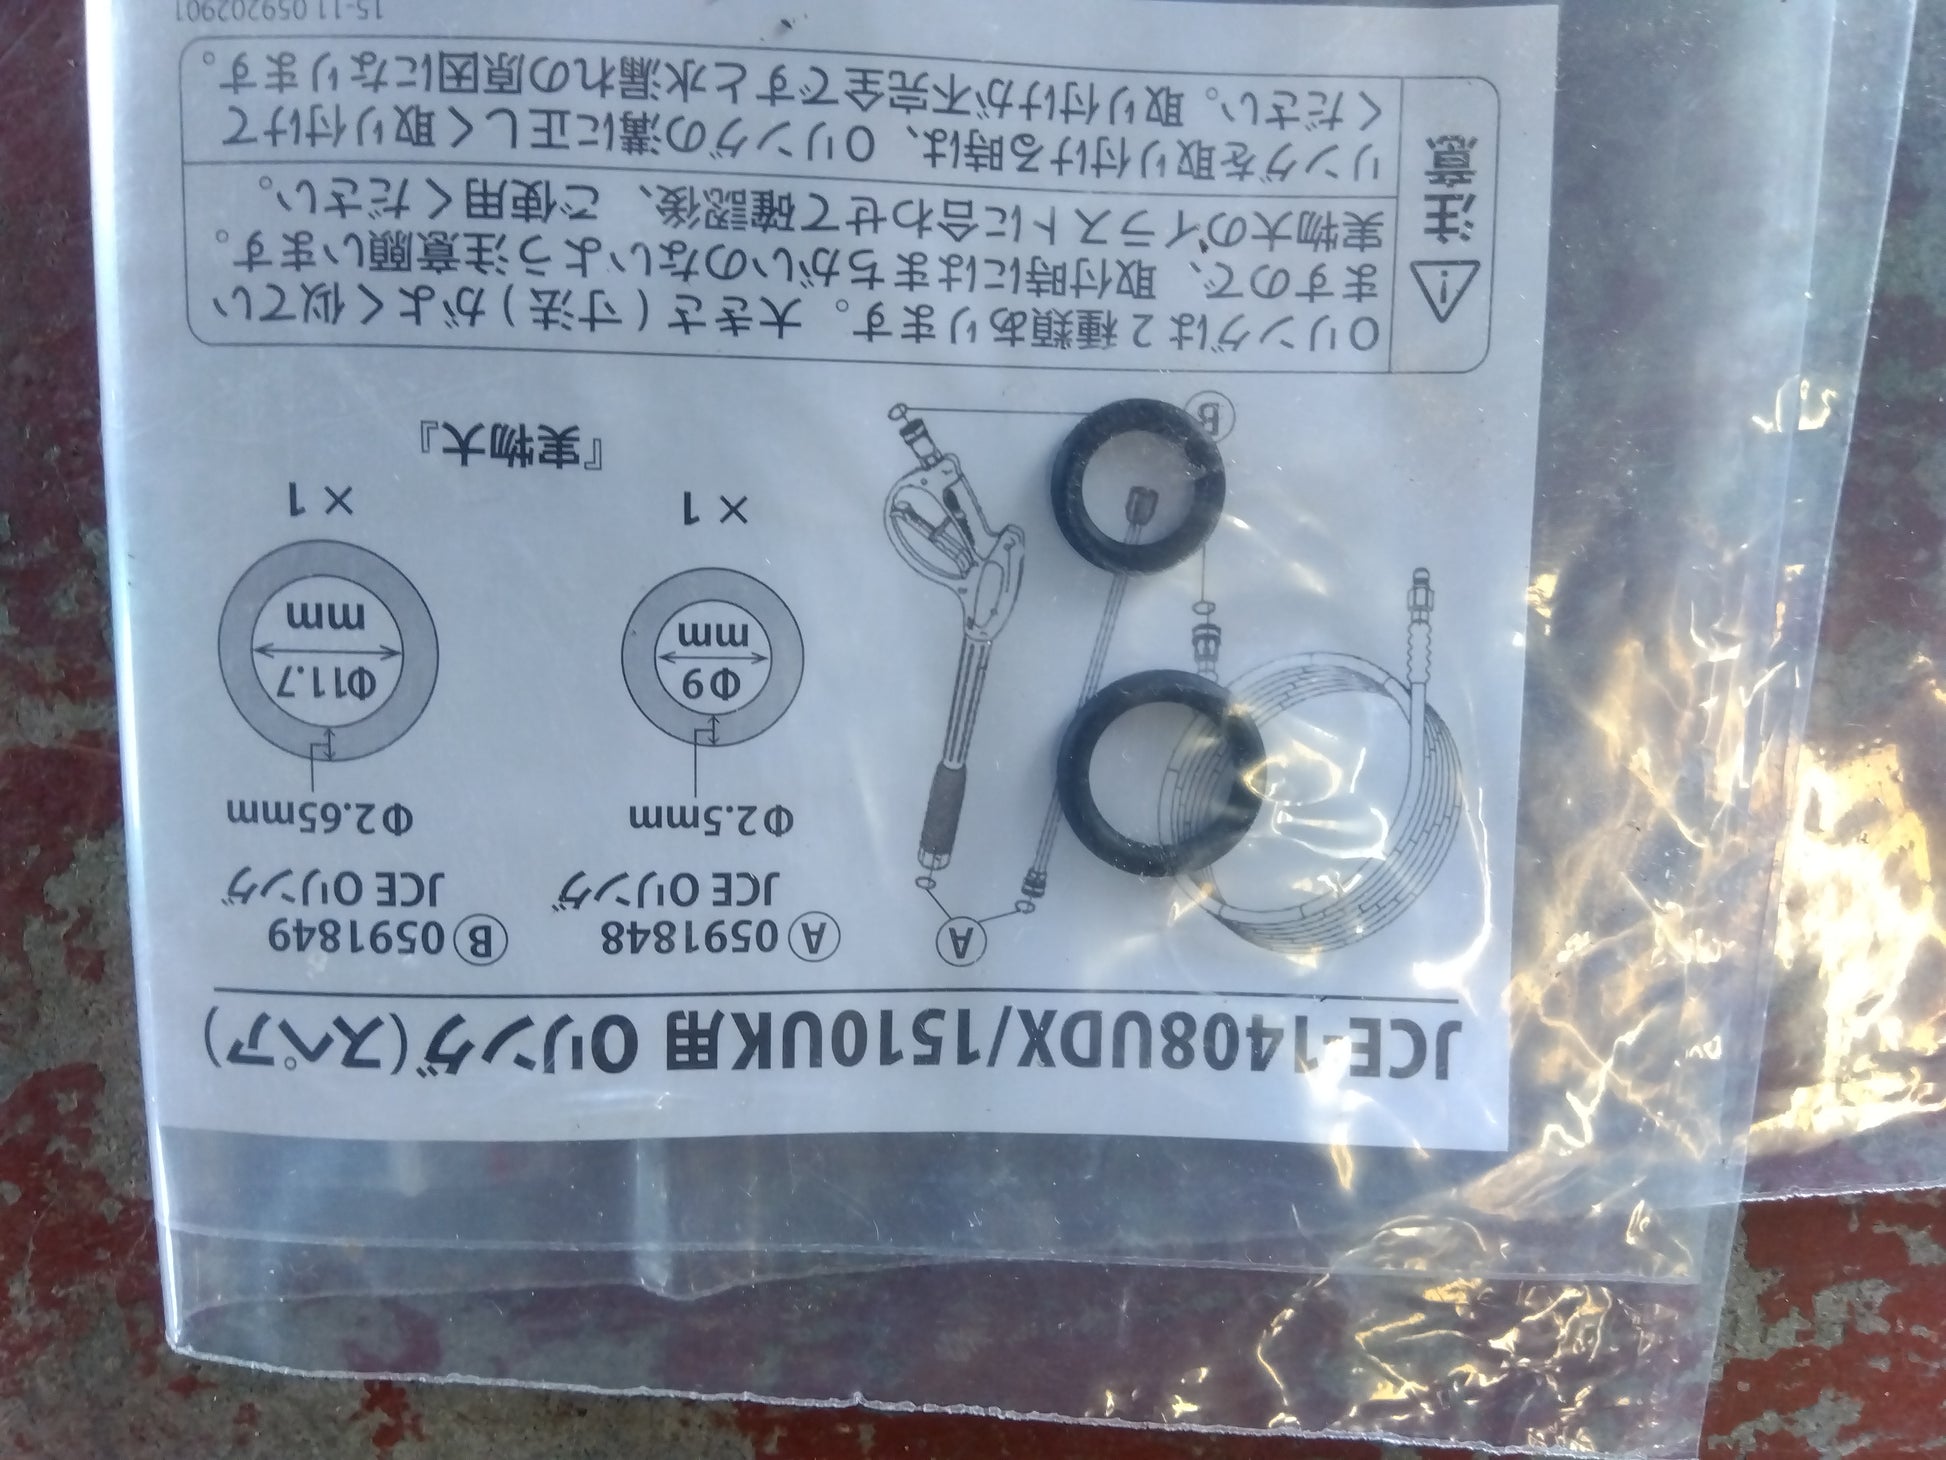 JCE-1408UDX/1510UK用 Oリング(スペア)
Ⓐ 0591848
JCE Oリング
Φ2.5mm
Φ9
mm
× 1
Ⓑ 0591849
JCE Oリング
Φ2.65mm
Φ11.7
mm
× 1
『実物大』
Ⓐ
Ⓑ
注意
Oリングは2種類あります。大きさ(寸法)がよく似てい
ますので、取付時にはまちがいのないよう注意願います。
実物大のイラストに合わせて確認後、ご使用ください。
リングを取り付ける時は、Oリングの溝に正しく取り付けて
ください。取り付けが不完全ですと水漏れの原因になります。
15-11 059202901